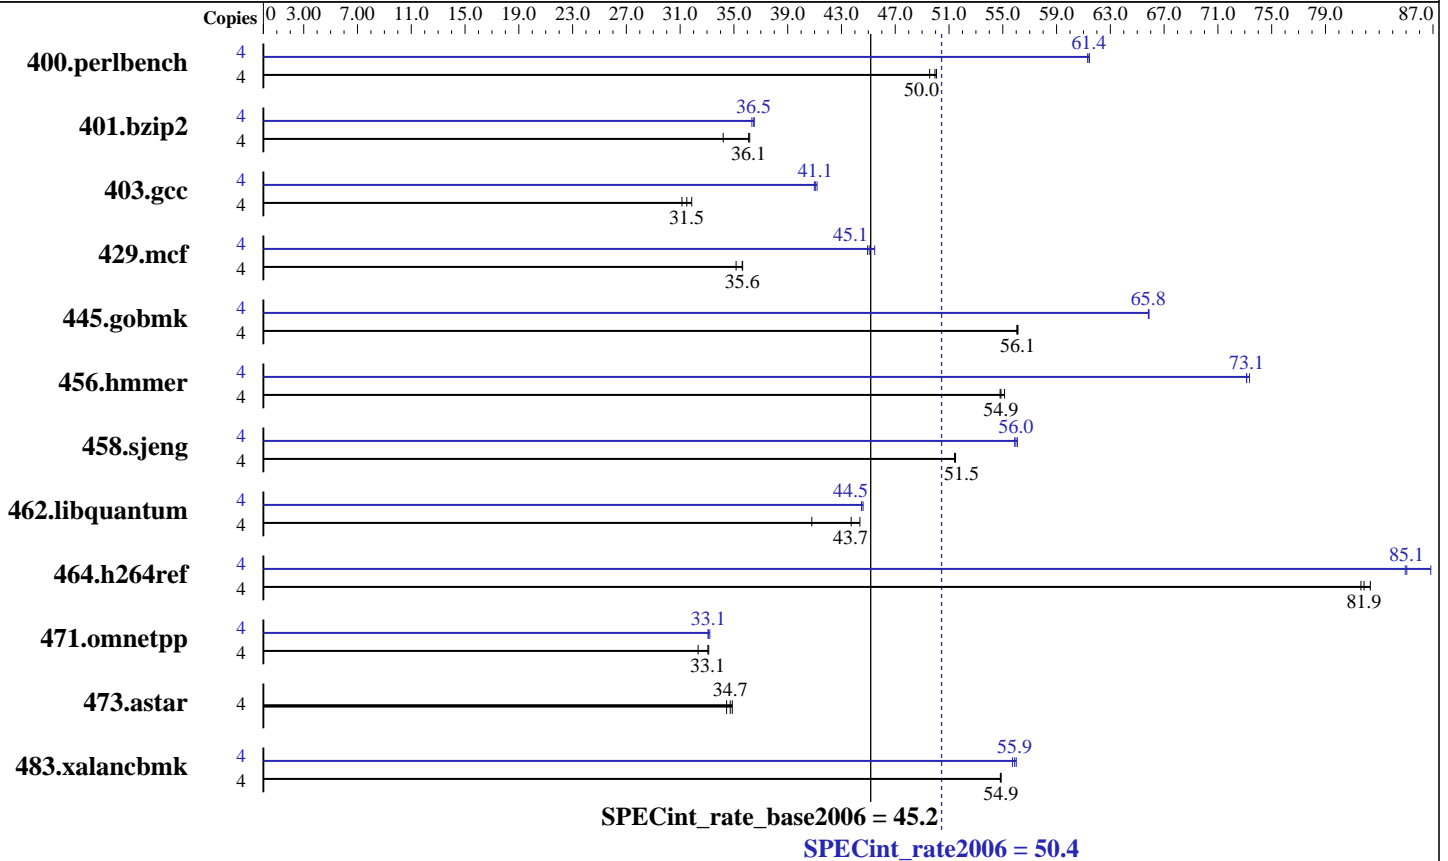 Copies 0 3.00 7.00 11.0 15.0 19.0 23.0 27.0 31.0 35.0 39.0 43.0 47.0 51.0 55.0 59.0 63.0 67.0 71.0 75.0 79.0 87.0
400.perlbench 4 61.4
4 50.0
401.bzip2 4 36.5
4 36.1
403.gcc 4 41.1
4 31.5
429.mcf 4 45.1
4 35.6
445.gobmk 4 65.8
4 56.1
456.hmmer 4 73.1
4 54.9
458.sjeng 4 56.0
4 51.5
462.libquantum 4 44.5
4 43.7
464.h264ref 4 85.1
4 81.9
471.omnetpp 4 33.1
4 33.1
473.astar 4 34.7
483.xalancbmk 4 55.9
4 54.9
SPECint_rate_base2006 = 45.2
SPECint_rate2006 = 50.4